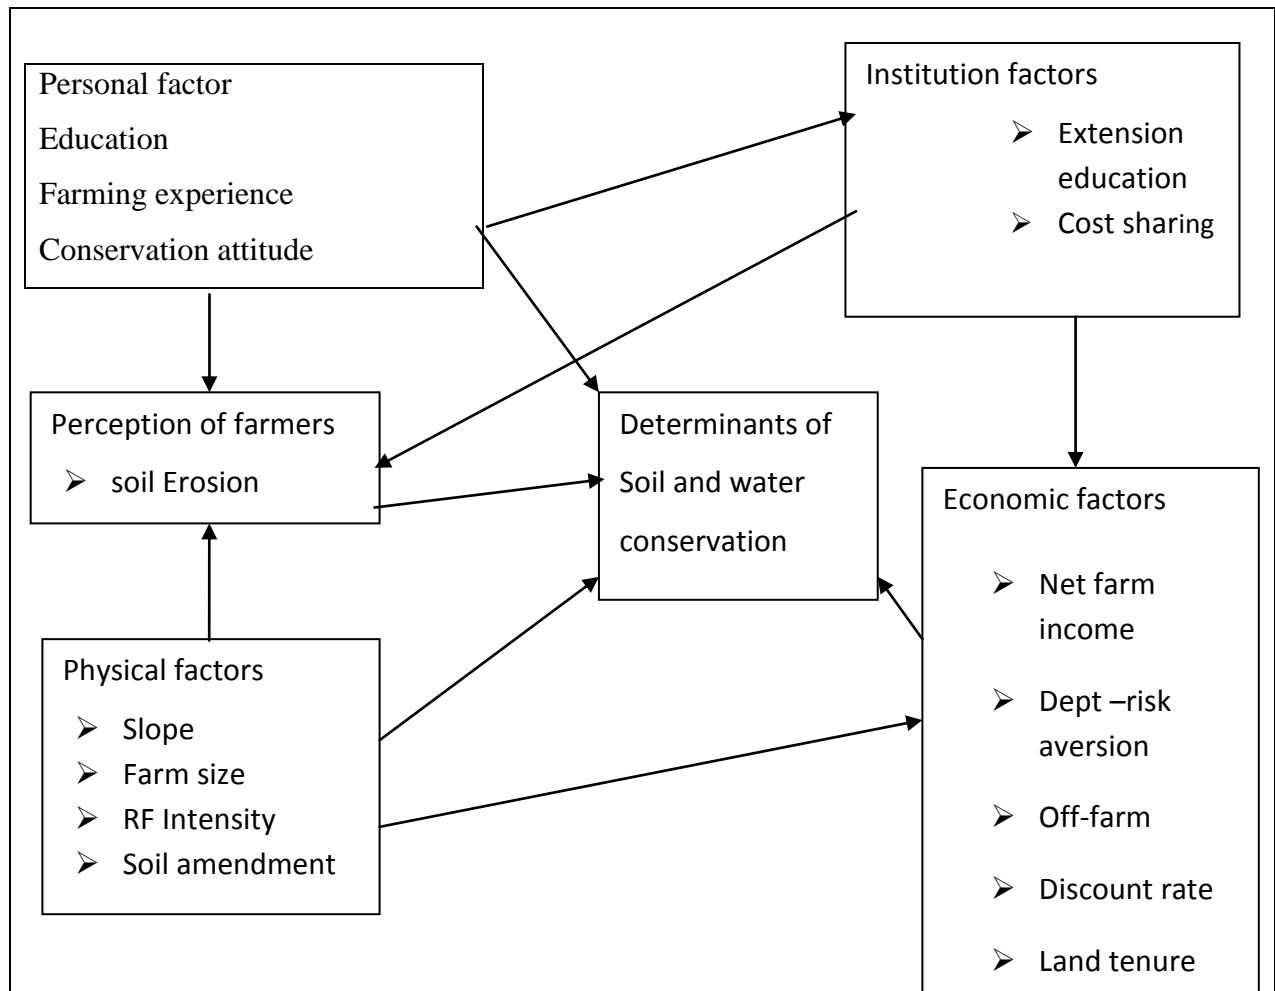 Personal factor
Education
Farming experience
Conservation attitude
Institution factors
➢ Extension
education
➢ Cost sharing
Perception of farmers
➢ soil Erosion
Determinants of
Soil and water
conservation
Economic factors
➢ Net farm
income
➢ Dept –risk
aversion
➢ Off-farm
➢ Discount rate
➢ Land tenure
Physical factors
➢ Slope
➢ Farm size
➢ RF Intensity
➢ Soil amendment